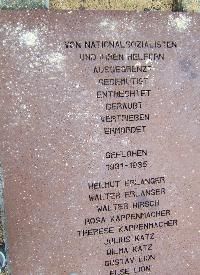 VON NATIONALSOZIALISTEN
UND IHREN HELFERN
AUSGEGRENZT
GEDEMÜTIGT
ENTRECHTET
BERAUBT
VERTRIEBEN
ERMORDET
GEFLOHEN
1931-1935
HELMUT ERLANGER
WALTER ERLANGER
WALTER HIRSCH
ROSA KAPPENMACHER
THERESE KAPPENMACHER
JULIUS KATZ
WILMA KATZ
GUSTAV LION
ELSE LION